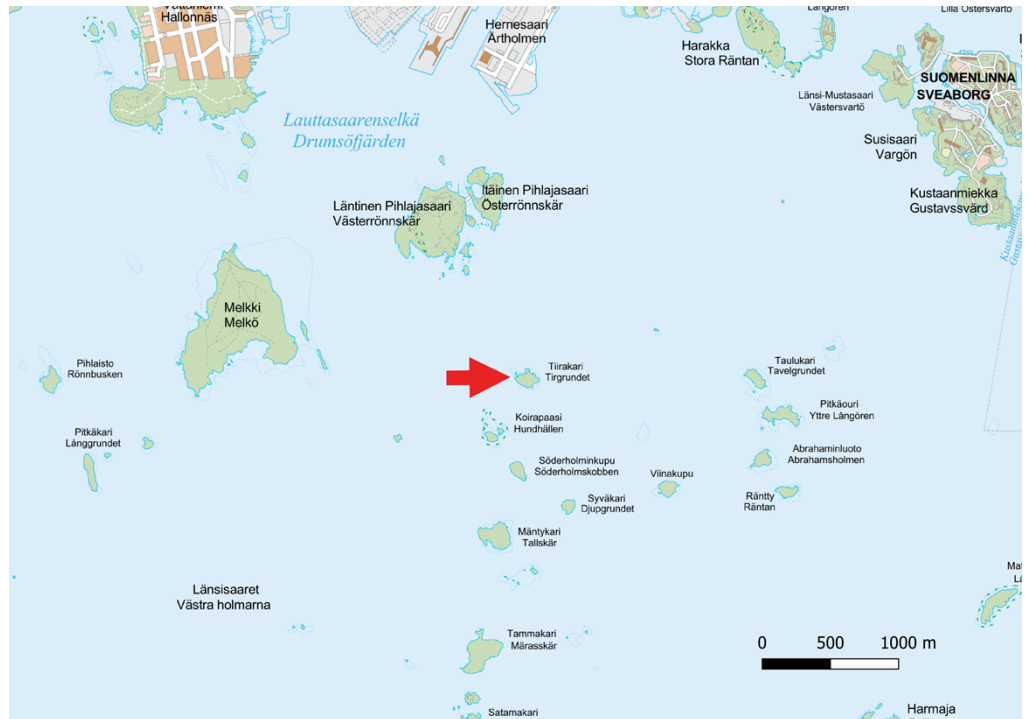 Hallonnäs
Hernesaari
Ärtholmen
Harakka
Stora Räntan
Långören
Lilla Östersvartö
SUOMENLINNA
SVEABORG
Länsi-Mustasaari
Västersvartö
Susisaari
Vargön
Kustaanmiekka
Gustavssvärd
Lauttasaarenselkä
Drumsöfjärden
Itäinen Pihlajasaari
Österrönnskär
Läntinen Pihlajasaari
Västerrönnskär
Melkki
Melkö
Pihlaisto
Rönnbusken
Tiirakari
Tirgrundet
Taulukari
Tavelgrundet
Pitkäouri
Yttre Långören
Koirapaasi
Hundhällen
Pitkäkari
Långgrundet
Abrahaminluoto
Abrahamsholmen
Söderholminkupu
Söderholmskobben
Viinakupu
Syväkari
Djupgrundet
Räntty
Räntan
Mäntykari
Tallskär
Länsisaaret
Västra holmarna
Tammakari
Märasskär
0 500 1000 m
Satamakari
Harmaja